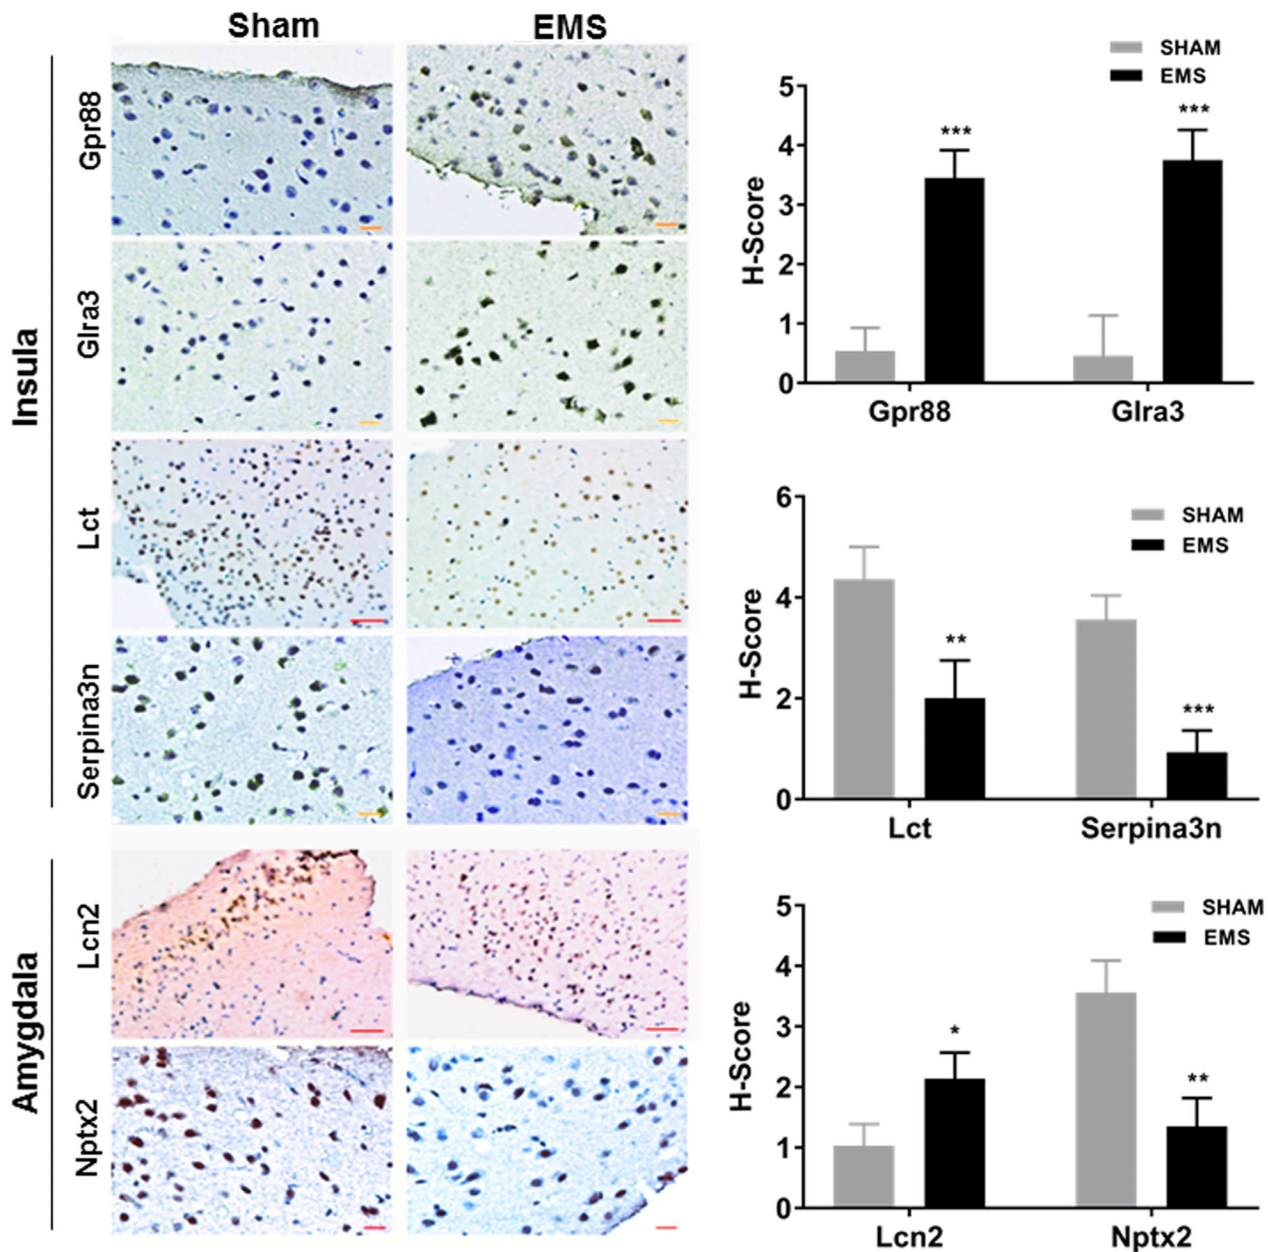 Sham EMS
Insula
Gpr88
Glra3
Lct
Serpina3n
Amygdala
Lcn2
Nptx2
SHAM
EMS
H-Score
5
4
3
2
1
0
***
***
Gpr88 Glra3
SHAM
EMS
H-Score
6
4
2
0
**
***
Lct Serpina3n
SHAM
EMS
H-Score
5
4
3
2
1
0
*
**
Lcn2 Nptx2